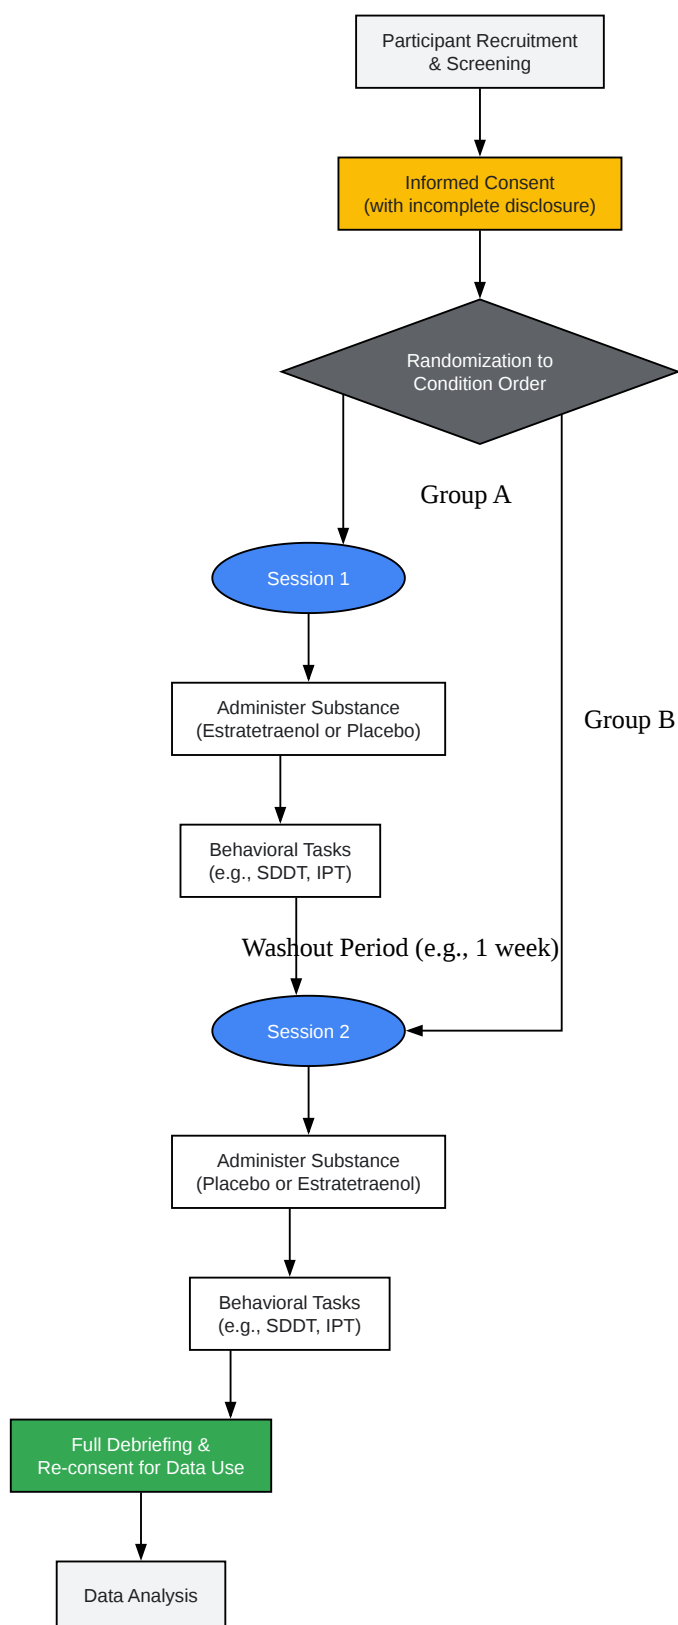 Participant Recruitment
& Screening
Informed Consent
(with incomplete disclosure)
Randomization to
Condition Order
Group A
Session 1
Administer Substance
(Estratetraenol or Placebo)
Group B
Behavioral Tasks
(e.g., SDDT, IPT)
Washout Period (e.g., 1 week)
Session 2
Administer Substance
(Placebo or Estratetraenol)
Behavioral Tasks
(e.g., SDDT, IPT)
Full Debriefing &
Re-consent for Data Use
Data Analysis